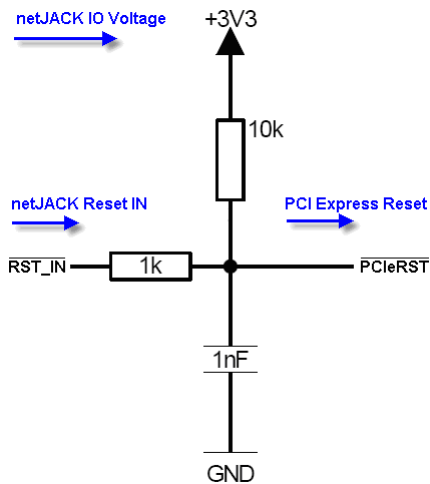 netJACK IO Voltage
+3V3
10k
netJACK Reset IN
PCI Express Reset
RST_IN
1k
PCIeRST
1nF
GND